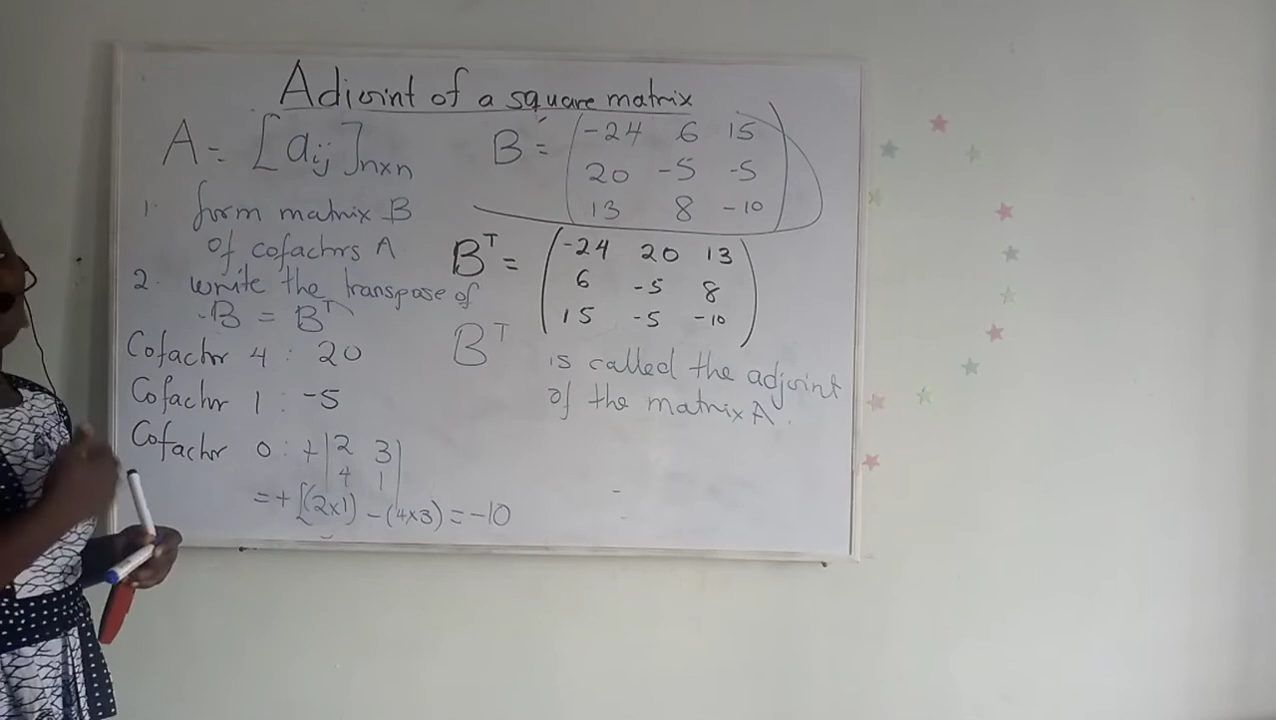 Adjoint of a square matrix
A = [aij]nxn
1. form matrix B
of cofactors A
2. write the transpose of
B = B^T
Cofactor 4 : 20
Cofactor 1 : -5
Cofactor 0 : + |2 3|
|4 1|
= + [(2x1) - (4x3) = -10
B = (-24 6 15
20 -5 -5
13 8 -10)
B^T = (-24 20 13
6 -5 8
15 -5 -10)
B^T is called the adjoint
of the matrix A.